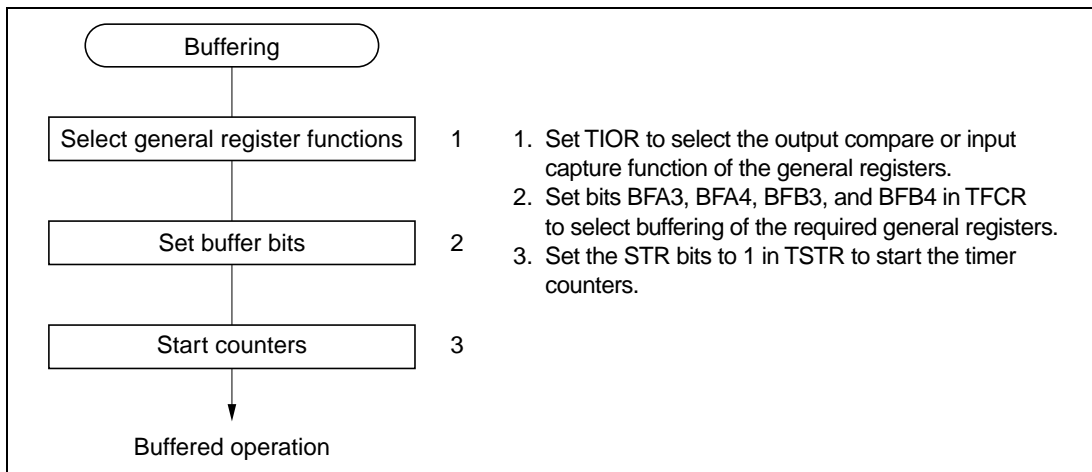 Buffering
Select general register functions 1
Set buffer bits 2
Start counters 3
Buffered operation
1. Set TIOR to select the output compare or input
capture function of the general registers.
2. Set bits BFA3, BFA4, BFB3, and BFB4 in TFCR
to select buffering of the required general registers.
3. Set the STR bits to 1 in TSTR to start the timer
counters.